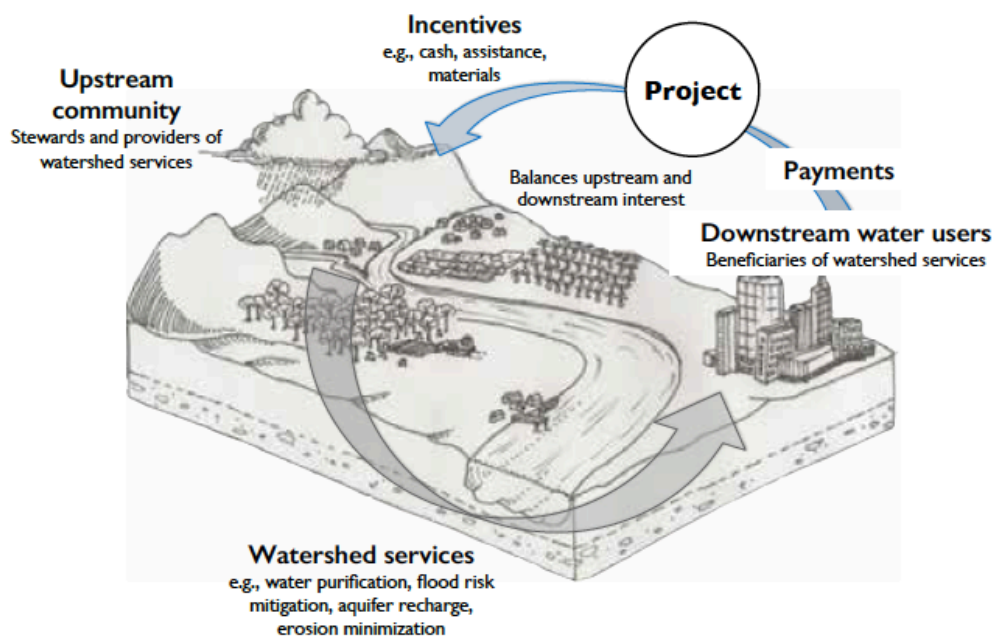 Incentives
e.g., cash, assistance,
materials
Project
Upstream
community
Stewards and providers of
watershed services
Balances upstream and
downstream interest
Payments
Downstream water users
Beneficiaries of watershed services
Watershed services
e.g., water purification, flood risk
mitigation, aquifer recharge,
erosion minimization